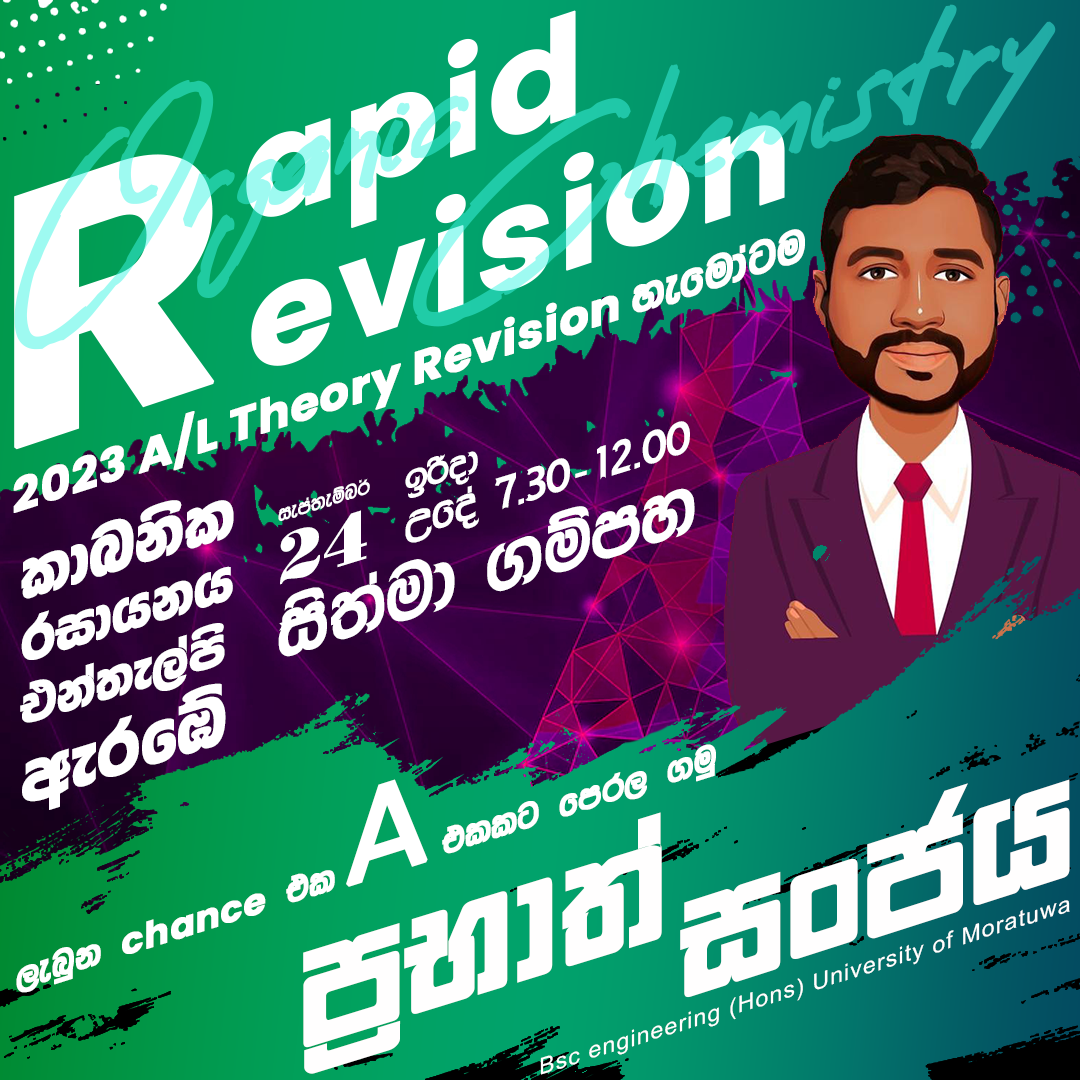 Organic Chemistry
Rapid
Revision
2023 A/L Theory Revision හැමෝටම
කාබනික
රසායනය
එන්තැල්පි
ඇරඹේ
සැප්තැම්බර්
24
ඉරිදා
උදේ 7.30 - 12.00
සිත්මා ගම්පහ
ලැබුන chance එක A එකකට පෙරල ගමු
ප්‍රභාත් සංජය
Bsc engineering (Hons) University of Moratuwa